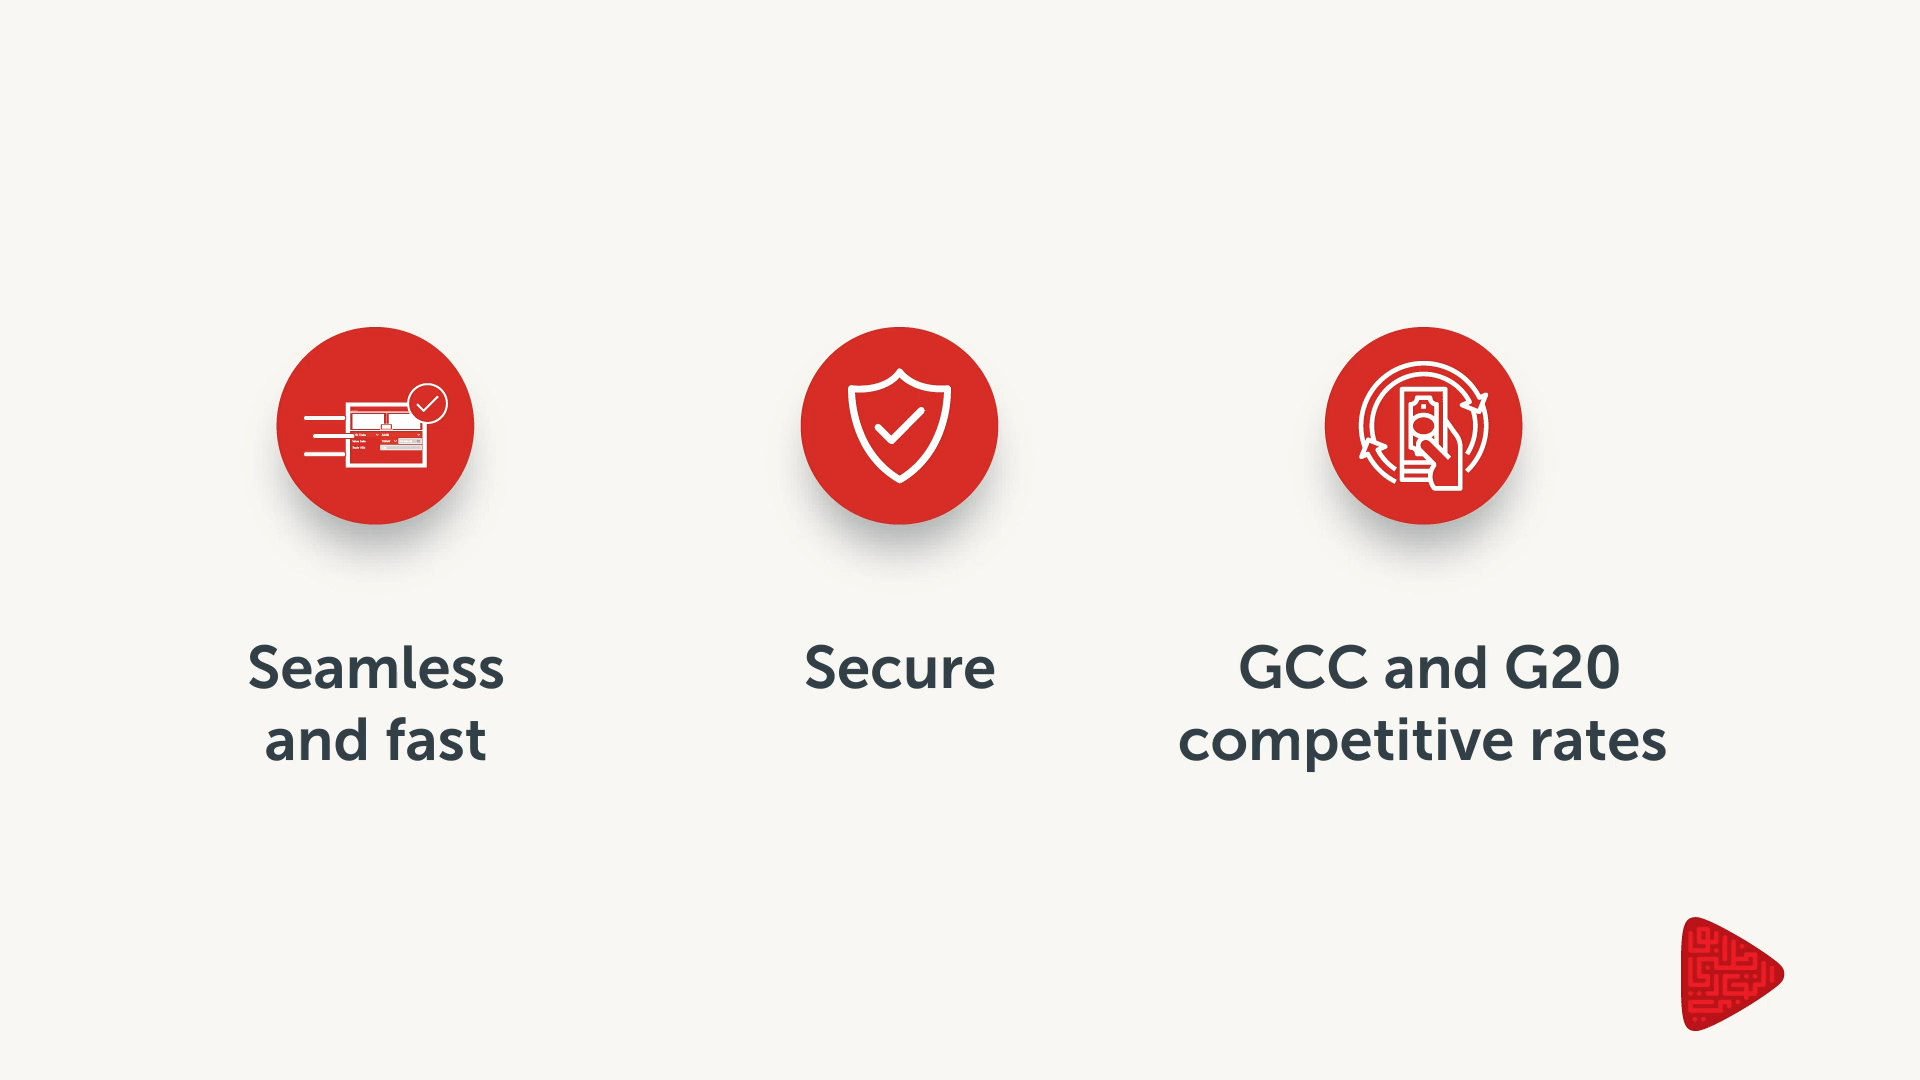 Seamless
and fast
Secure
GCC and G20
competitive rates